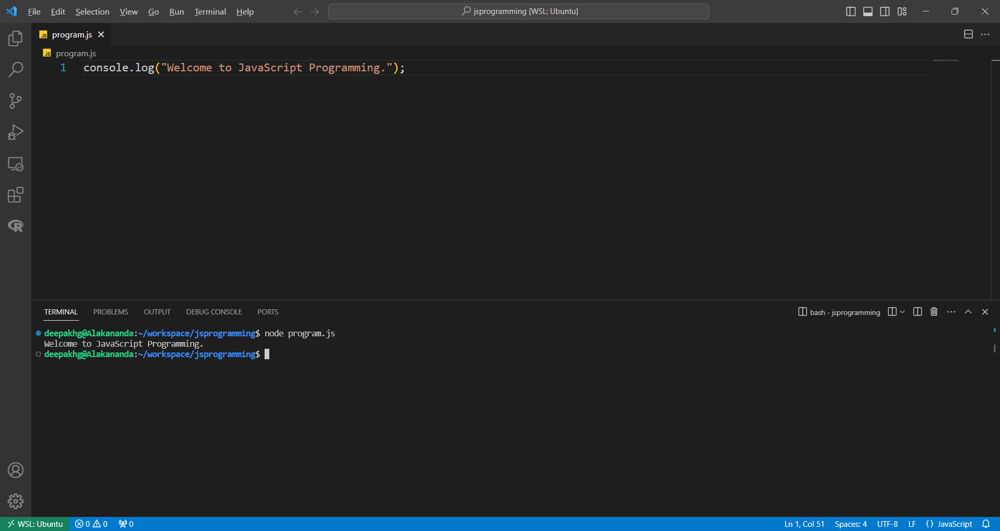 File Edit Selection View Go Run Terminal Help jsprogramming [WSL: Ubuntu]
JS program.js
JS program.js
1 console.log("Welcome to JavaScript Programming.");
TERMINAL PROBLEMS OUTPUT DEBUG CONSOLE PORTS bash - jsprogramming
deepakhg@Alakananda:~/workspace/jsprogramming$ node program.js
Welcome to JavaScript Programming.
deepakhg@Alakananda:~/workspace/jsprogramming$
WSL: Ubuntu 0 0 0 Ln 1, Col 51 Spaces: 4 UTF-8 LF {} JavaScript